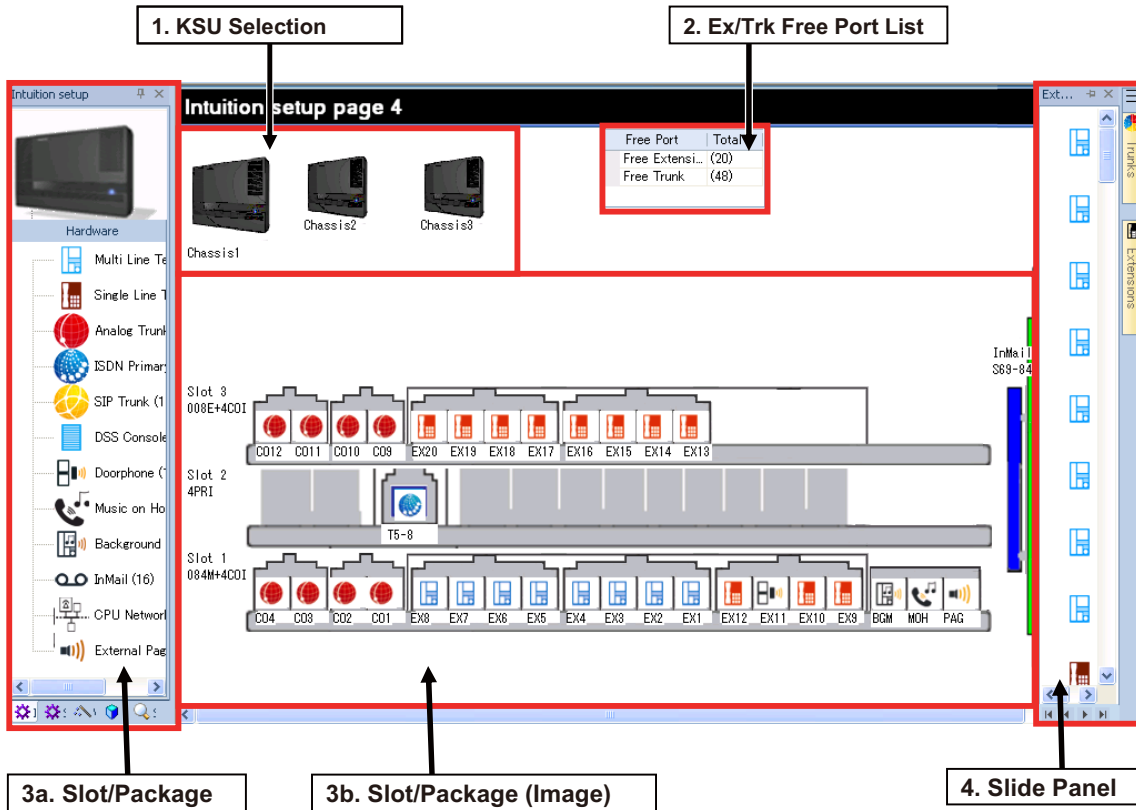 1. KSU Selection
2. Ex/Trk Free Port List
Intuition setup
Intuition setup page 4
Ext...
Free Port Total
Free Extensi... (20)
Free Trunk (48)
Chassis1
Chassis2
Chassis3
Trunks
Extensions
Hardware
Multi Line Te
Single Line T
Analog Trunk
ISDN Primar
SIP Trunk (1
DSS Console
Doorphone (
Music on Ho
Background
InMail (16)
CPU Network
External Pag
InMail
S69-84
Slot 3
008E+4COI
CO12 CO11 CO10 CO9 EX20 EX19 EX18 EX17 EX16 EX15 EX14 EX13
Slot 2
4PRI
T5-8
Slot 1
084M+4COI
CO4 CO3 CO2 CO1 EX8 EX7 EX6 EX5 EX4 EX3 EX2 EX1 EX12 EX11 EX10 EX9 BGM MOH PAG
3a. Slot/Package
3b. Slot/Package (Image)
4. Slide Panel